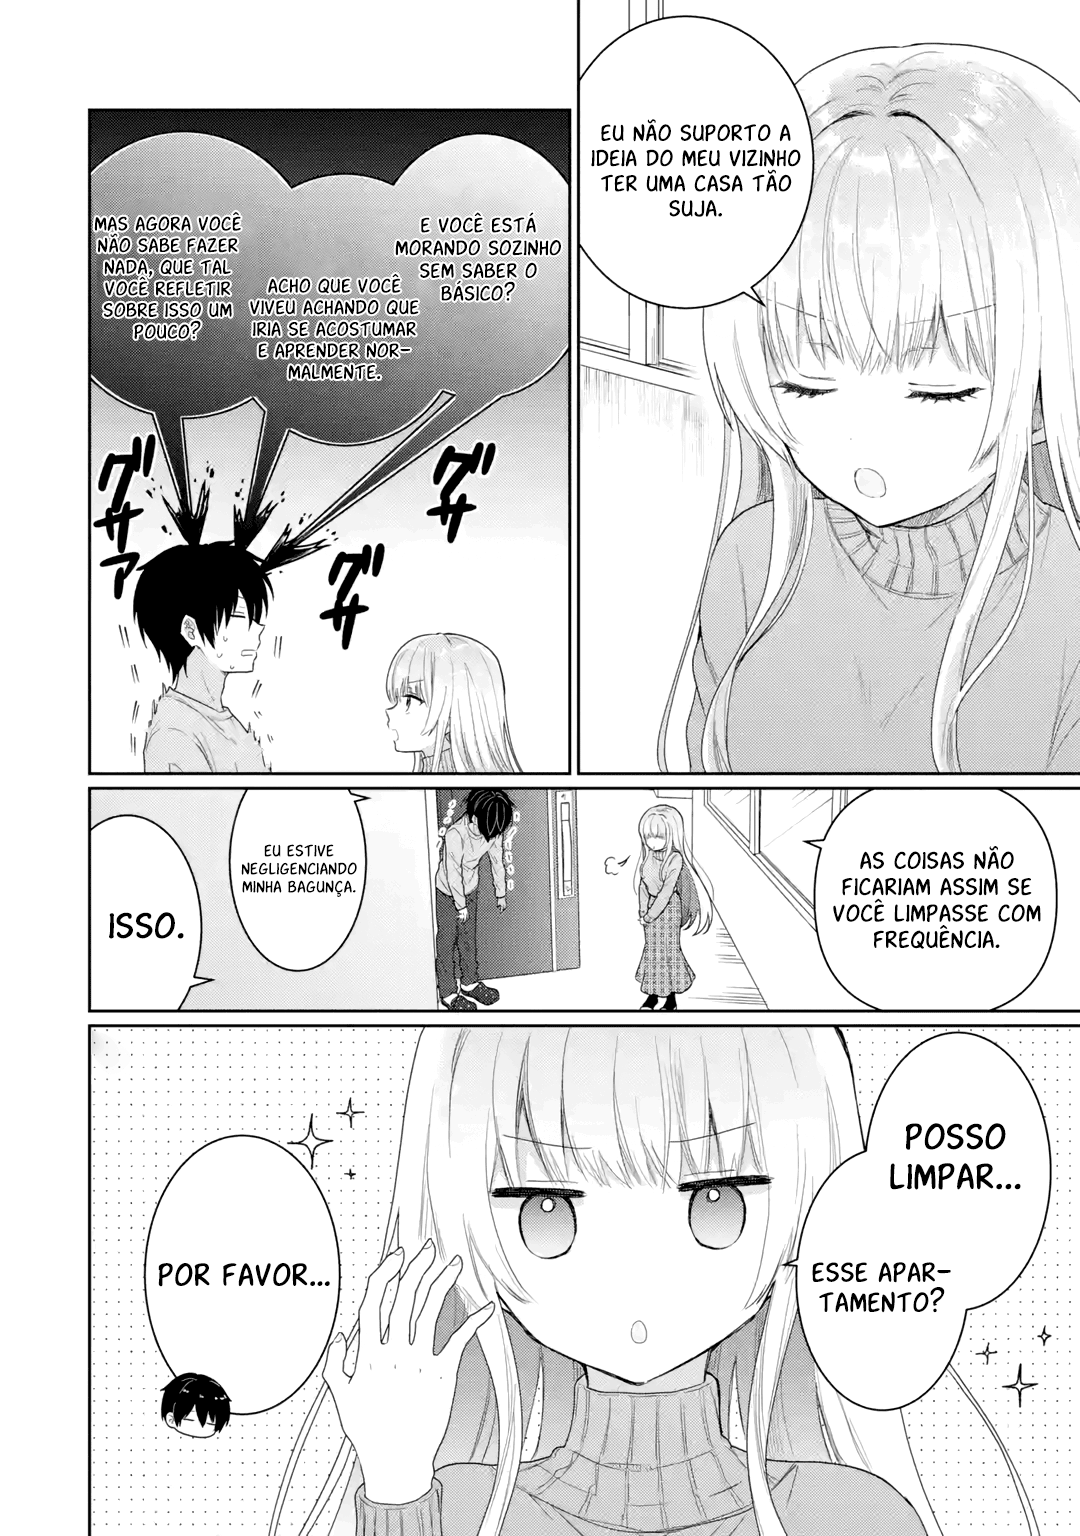 EU NÃO SUPORTO A
IDEIA DO MEU VIZINHO
TER UMA CASA TÃO
SUJA.
E VOCÊ ESTÁ
MORANDO SOZINHO
SEM SABER O
BÁSICO?
ACHO QUE VOCÊ
VIVEU ACHANDO QUE
IRIA SE ACOSTUMAR
E APRENDER NOR-
MALMENTE.
MAS AGORA VOCÊ
NÃO SABE FAZER
NADA, QUE TAL
VOCÊ REFLETIR
SOBRE ISSO UM
POUCO?
グサ
グサ
グサァ
AS COISAS NÃO
FICARIAM ASSIM SE
VOCÊ LIMPASSE COM
FREQUÊNCIA.
EU ESTIVE
NEGLIGENCIANDO
MINHA BAGUNÇA.
ISSO.
POSSO
LIMPAR...
ESSE APAR-
TAMENTO?
POR FAVOR...